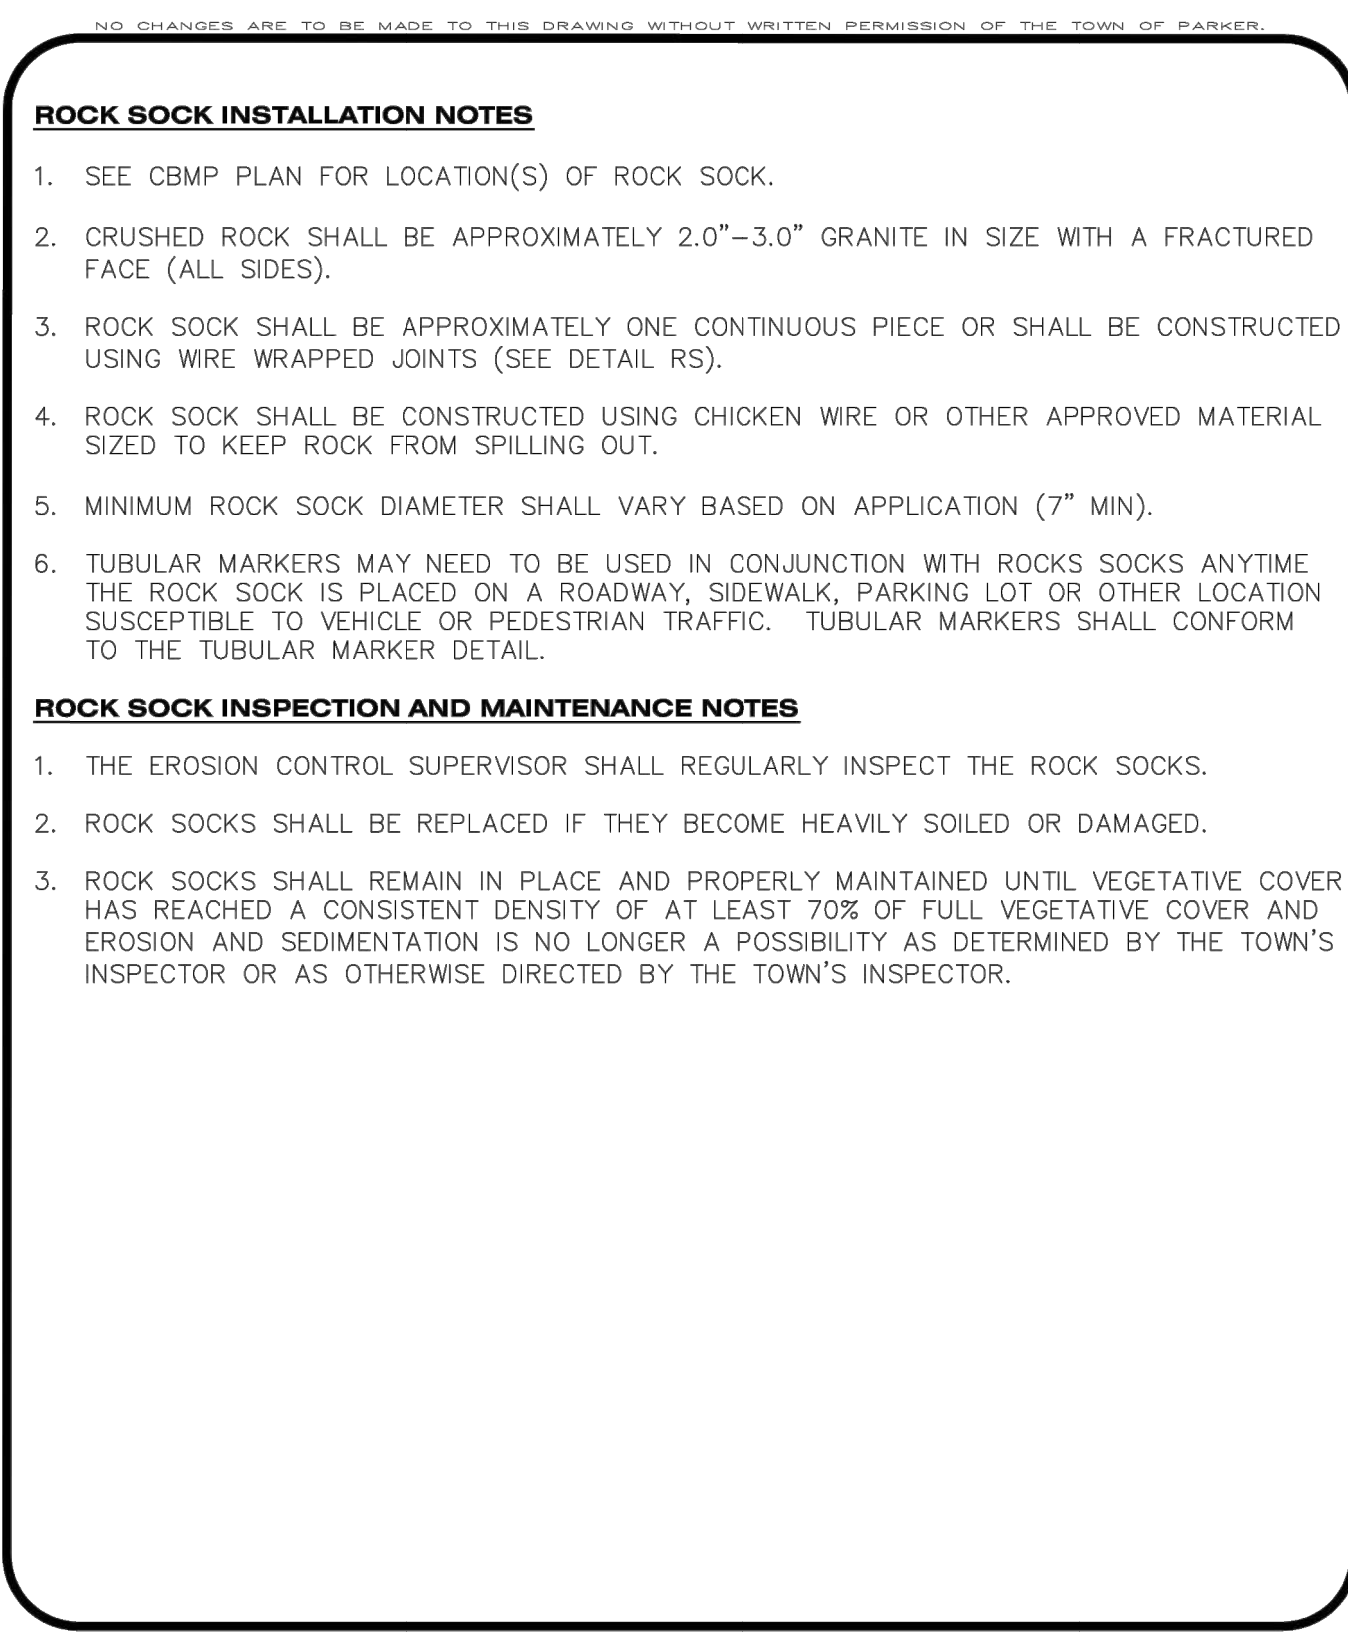 NO CHANGES ARE TO BE MADE TO THIS DRAWING WITHOUT WRITTEN PERMISSION OF THE TOWN OF PARKER.
ROCK SOCK INSTALLATION NOTES
1. SEE CBMP PLAN FOR LOCATION(S) OF ROCK SOCK.
2. CRUSHED ROCK SHALL BE APPROXIMATELY 2.0"–3.0" GRANITE IN SIZE WITH A FRACTURED
FACE (ALL SIDES).
3. ROCK SOCK SHALL BE APPROXIMATELY ONE CONTINUOUS PIECE OR SHALL BE CONSTRUCTED
USING WIRE WRAPPED JOINTS (SEE DETAIL RS).
4. ROCK SOCK SHALL BE CONSTRUCTED USING CHICKEN WIRE OR OTHER APPROVED MATERIAL
SIZED TO KEEP ROCK FROM SPILLING OUT.
5. MINIMUM ROCK SOCK DIAMETER SHALL VARY BASED ON APPLICATION (7" MIN).
6. TUBULAR MARKERS MAY NEED TO BE USED IN CONJUNCTION WITH ROCKS SOCKS ANYTIME
THE ROCK SOCK IS PLACED ON A ROADWAY, SIDEWALK, PARKING LOT OR OTHER LOCATION
SUSCEPTIBLE TO VEHICLE OR PEDESTRIAN TRAFFIC. TUBULAR MARKERS SHALL CONFORM
TO THE TUBULAR MARKER DETAIL.
ROCK SOCK INSPECTION AND MAINTENANCE NOTES
1. THE EROSION CONTROL SUPERVISOR SHALL REGULARLY INSPECT THE ROCK SOCKS.
2. ROCK SOCKS SHALL BE REPLACED IF THEY BECOME HEAVILY SOILED OR DAMAGED.
3. ROCK SOCKS SHALL REMAIN IN PLACE AND PROPERLY MAINTAINED UNTIL VEGETATIVE COVER
HAS REACHED A CONSISTENT DENSITY OF AT LEAST 70% OF FULL VEGETATIVE COVER AND
EROSION AND SEDIMENTATION IS NO LONGER A POSSIBILITY AS DETERMINED BY THE TOWN'S
INSPECTOR OR AS OTHERWISE DIRECTED BY THE TOWN'S INSPECTOR.